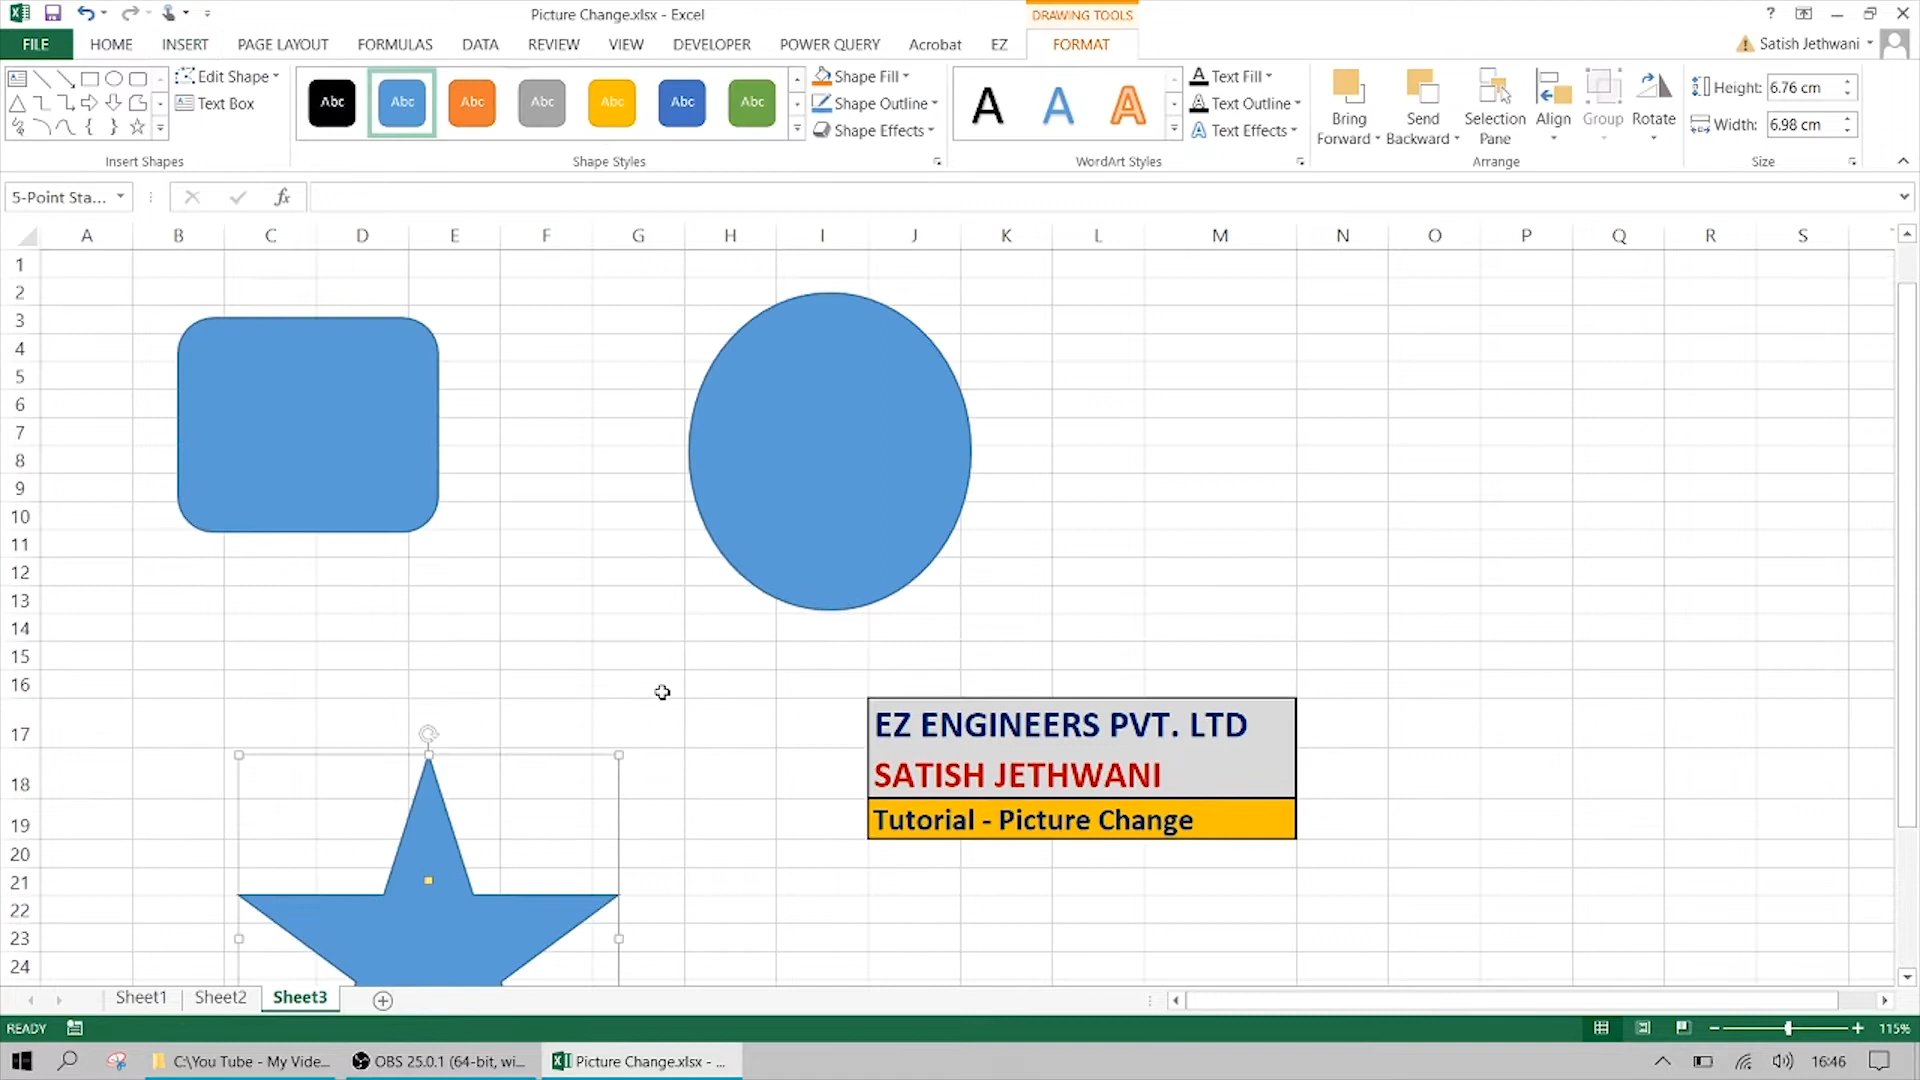 Picture Change.xlsx - Excel
DRAWING TOOLS
?
FILE HOME INSERT PAGE LAYOUT FORMULAS DATA REVIEW VIEW DEVELOPER POWER QUERY Acrobat EZ FORMAT
Satish Jethwani
Edit Shape
Text Box
Insert Shapes
Abc Abc Abc Abc Abc Abc Abc
Shape Fill
Shape Outline
Shape Effects
Shape Styles
A A A
Text Fill
Text Outline
Text Effects
WordArt Styles
Bring Forward
Send Backward
Selection Pane
Align
Group
Rotate
Arrange
Height: 6.76 cm
Width: 6.98 cm
Size
5-Point Sta...
fx
A B C D E F G H I J K L M N O P Q R S
1
2
3
4
5
6
7
8
9
10
11
12
13
14
15
16
17
18
19
20
21
22
23
24
EZ ENGINEERS PVT. LTD
SATISH JETHWANI
Tutorial - Picture Change
Sheet1 Sheet2 Sheet3
READY
115%
C:\You Tube - My Vide...
OBS 25.0.1 (64-bit, wi...
Picture Change.xlsx - ...
16:46